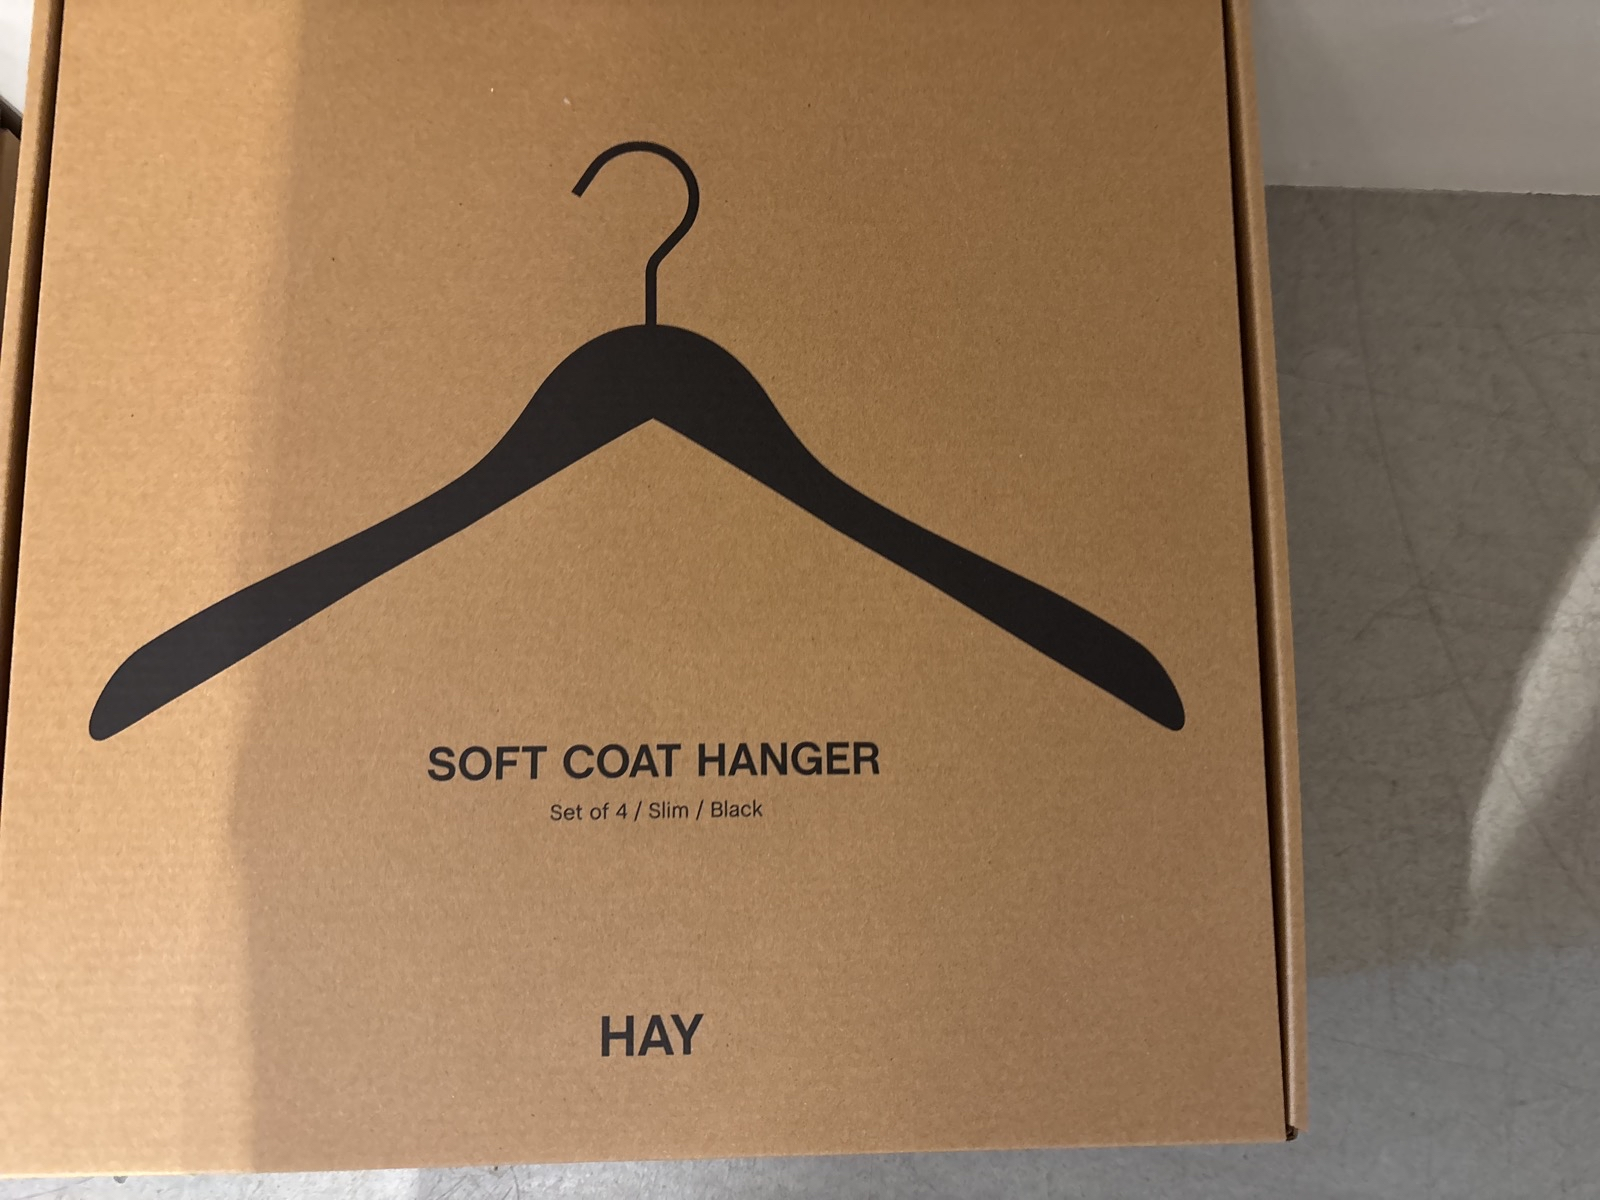 SOFT COAT HANGER
Set of 4 / Slim / Black
HAY